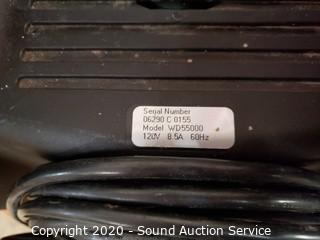 Serial Number
06290 C 0155
Model WD55000
120V 8.5A 60Hz
Copyright 2020 - Sound Auction Service